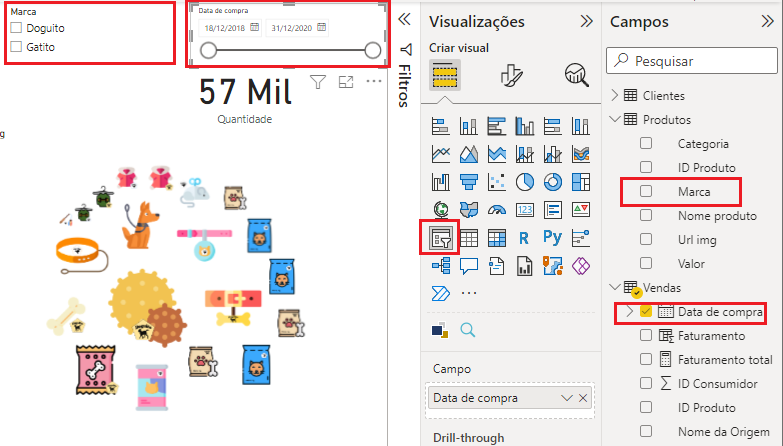 Marca
Doguito
Gatito
Data de compra
18/12/2018
31/12/2020
57 Mil
Quantidade
g
Filtros
Visualizações
Criar visual
123
R
Py
Campo
Data de compra
Drill-through
Campos
Pesquisar
Clientes
Produtos
Categoria
ID Produto
Marca
Nome produto
Url img
Valor
Vendas
Data de compra
Faturamento
Faturamento total
ID Consumidor
ID Produto
Nome da Origem